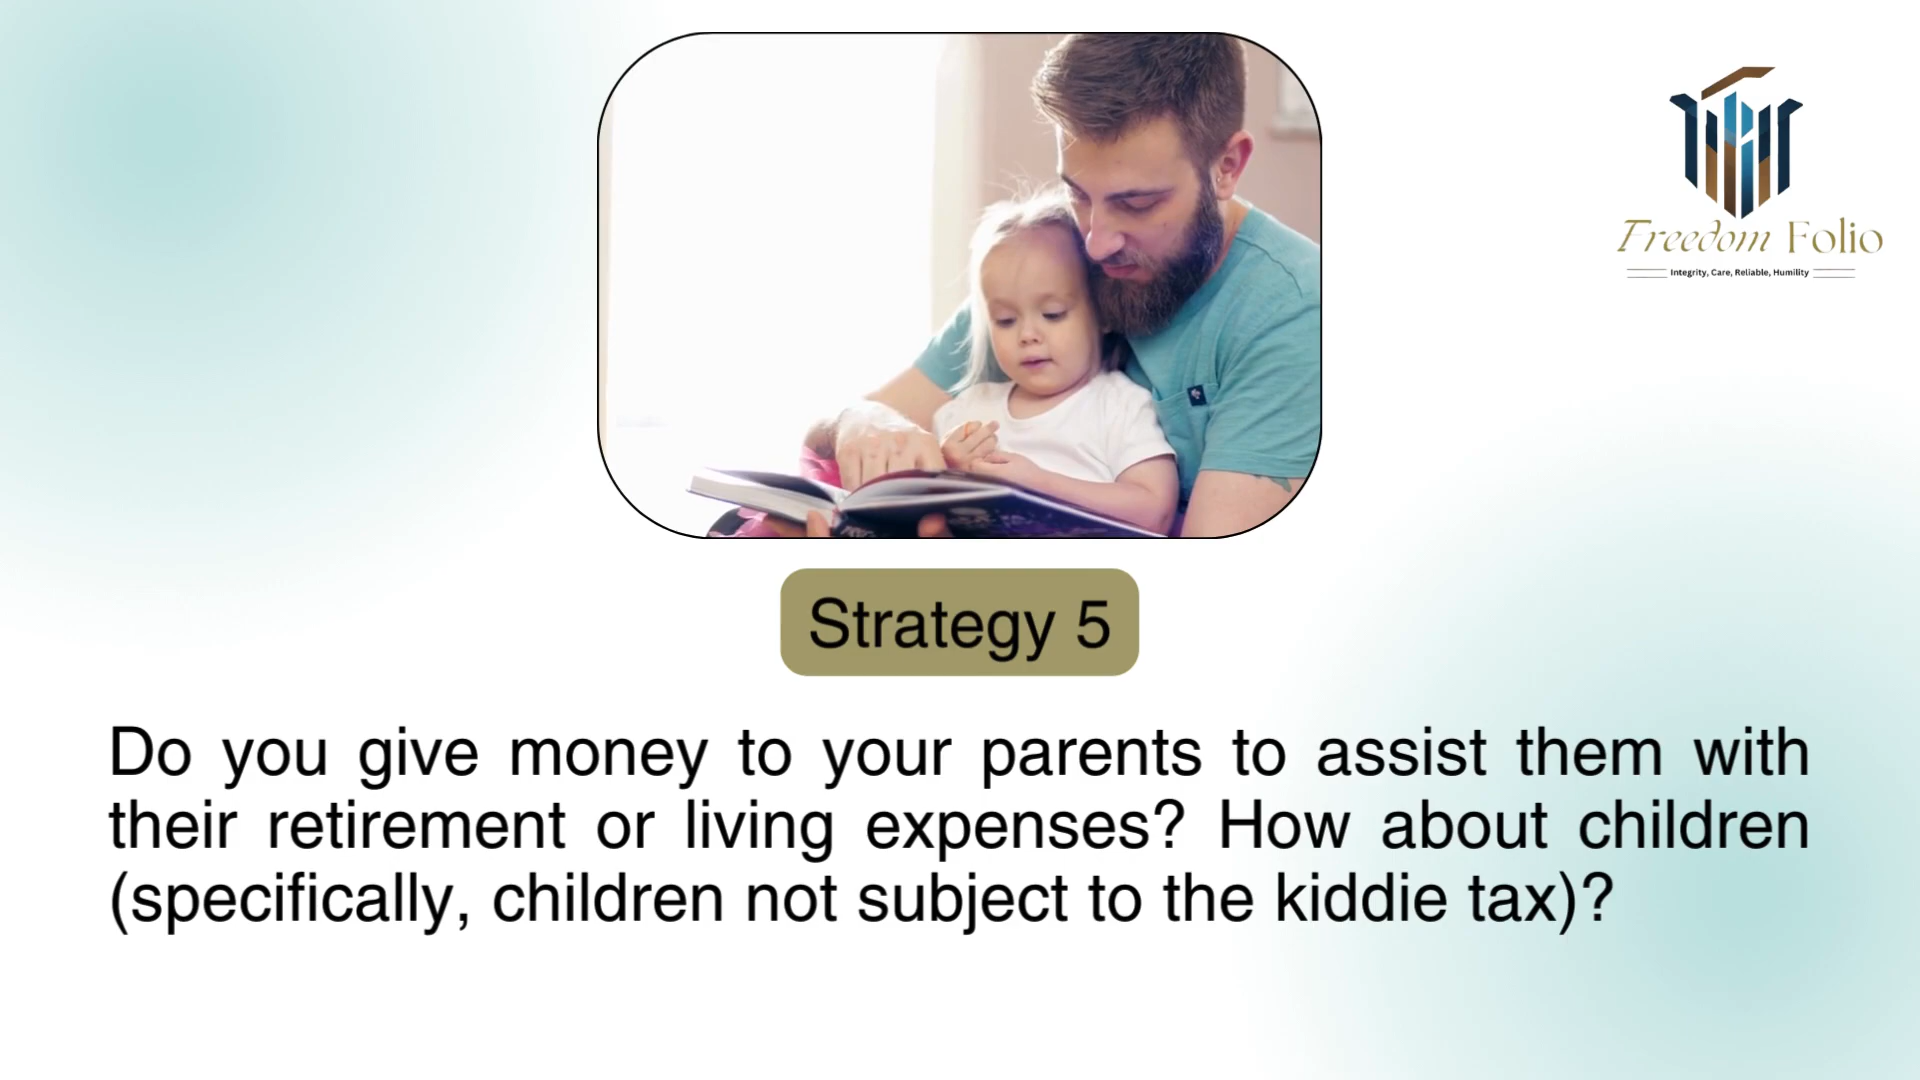 Freedom Folio
Integrity, Care, Reliable, Humility
Strategy 5
Do you give money to your parents to assist them with
their retirement or living expenses? How about children
(specifically, children not subject to the kiddie tax)?